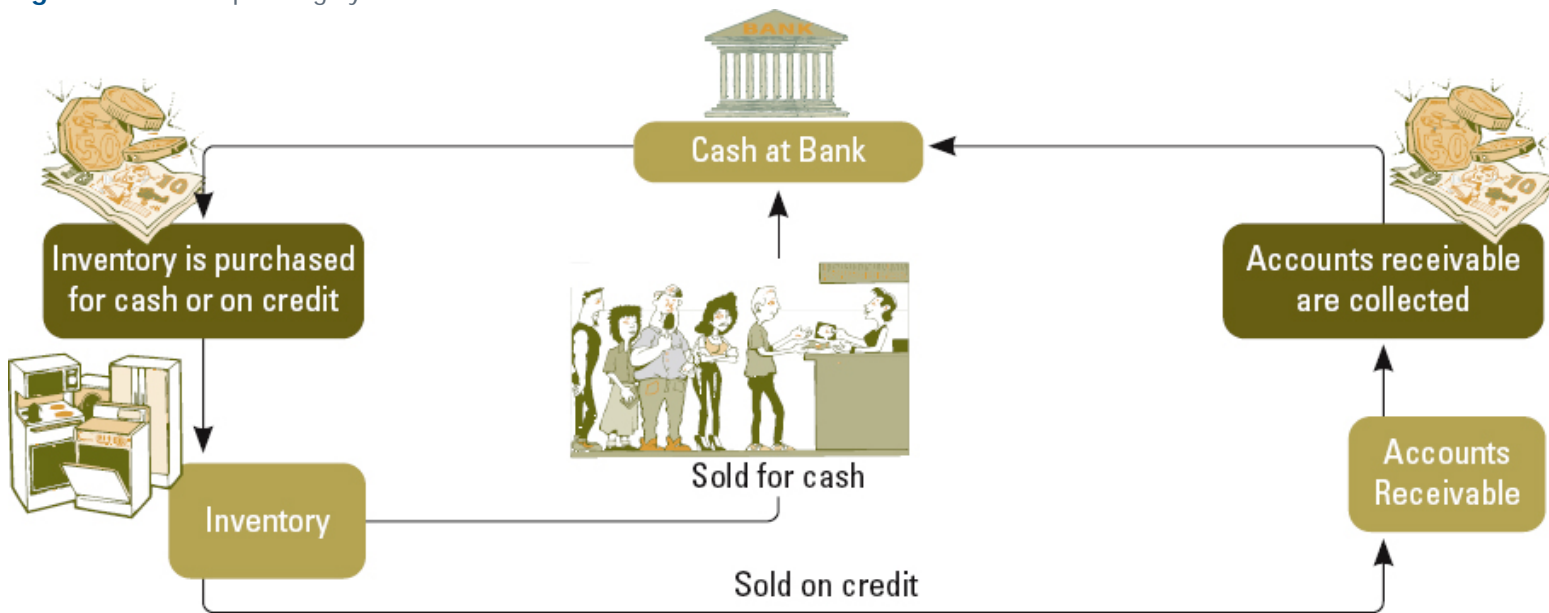 BANK
Cash at Bank
Inventory is purchased
for cash or on credit
Accounts receivable
are collected
Sold for cash
Accounts
Receivable
Inventory
Sold on credit